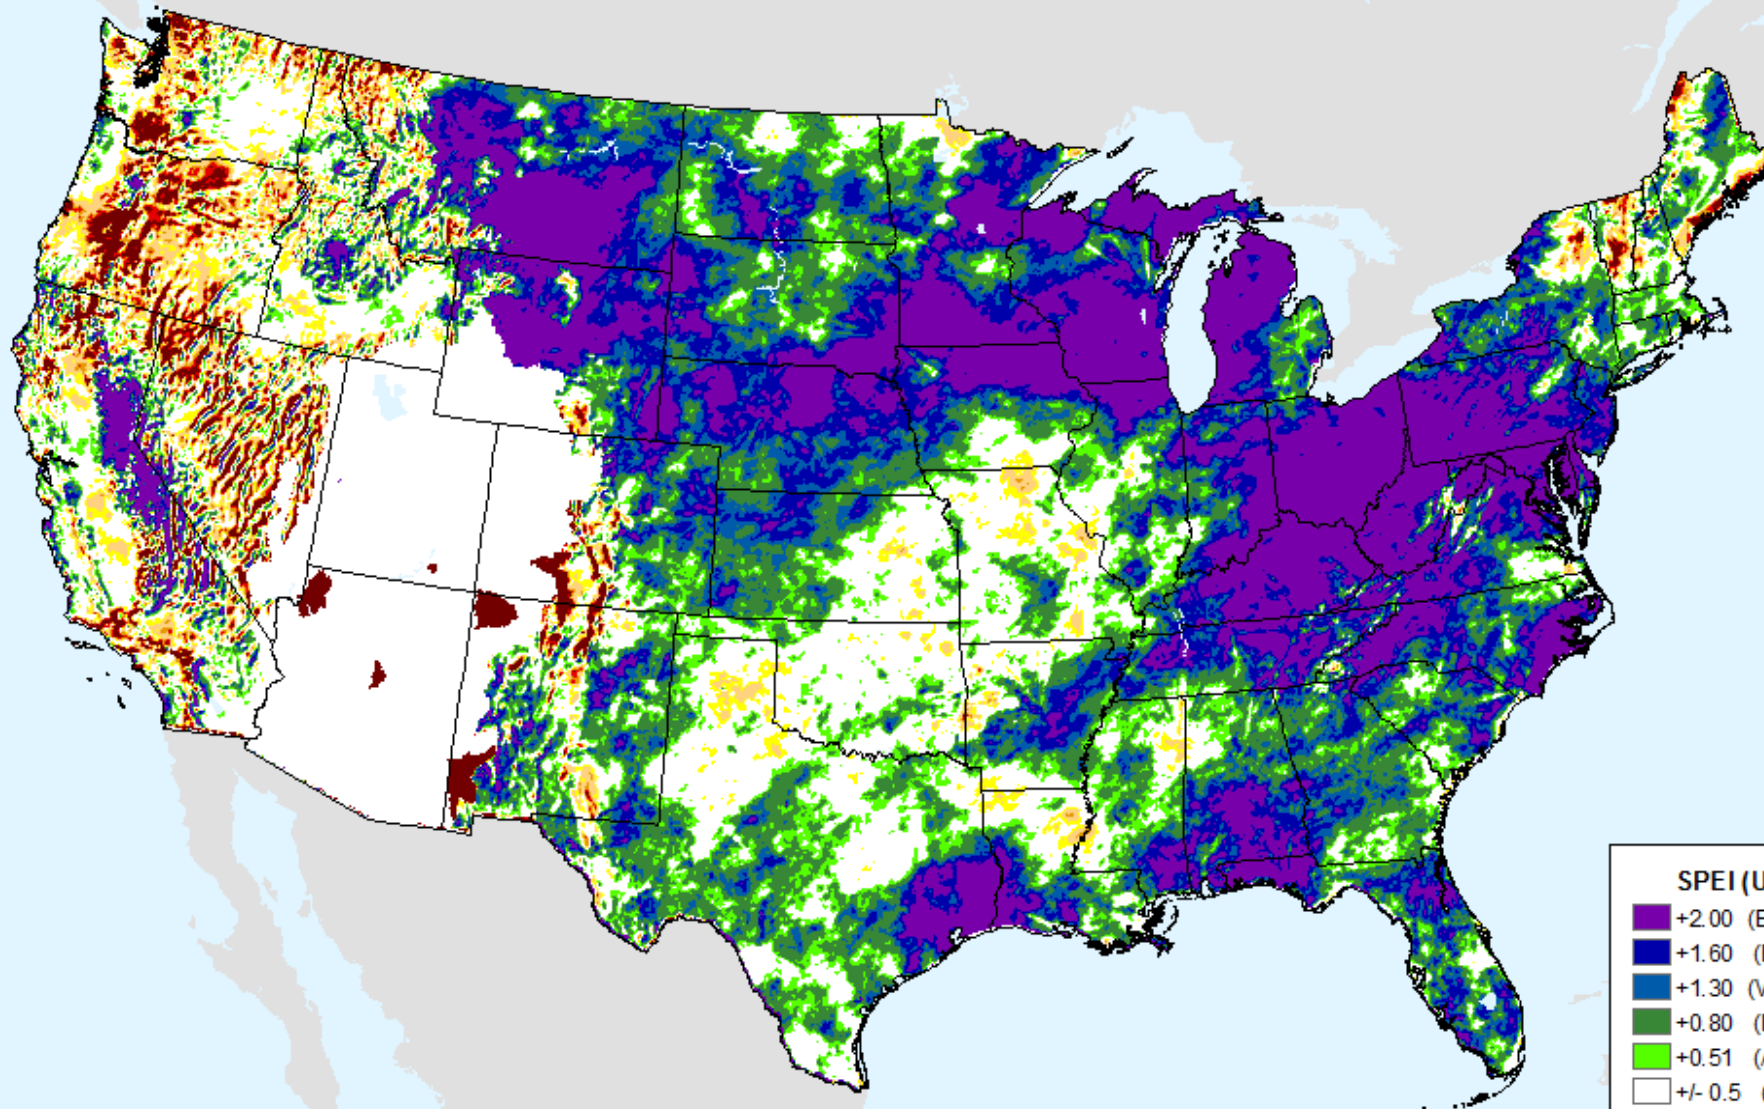 SPEI (U
+2.00 (E
+1.60 (
+1.30 (V
+0.80 (
+0.51 (
+/- 0.5 (